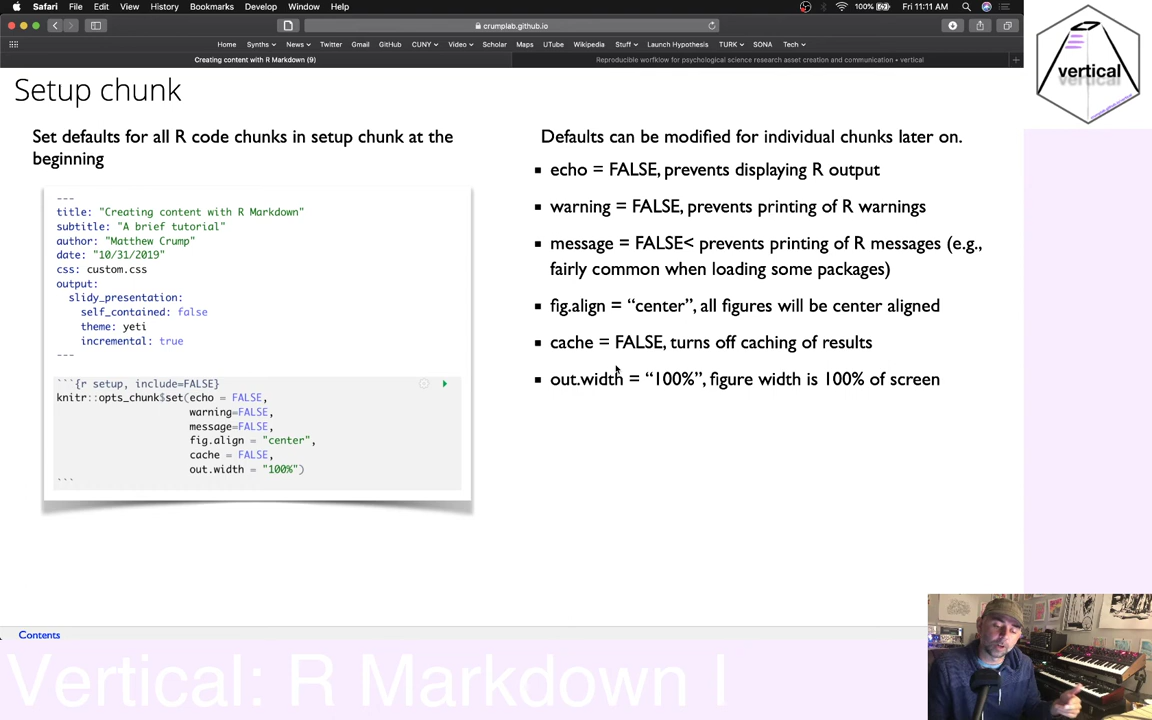 Safari File Edit View History Bookmarks Develop Window Help 100% Fri 11:11 AM
crumplab.github.io
Home Synths News Twitter Gmail GitHub CUNY Video Scholar Maps UTube Wikipedia Stuff Launch Hypothesis TURK SONA Tech
Creating content with R Markdown (9) Reproducible worfklow for psychological science research asset creation and communication • vertical
vertical
Setup chunk
Set defaults for all R code chunks in setup chunk at the
beginning
---
title: "Creating content with R Markdown"
subtitle: "A brief tutorial"
author: "Matthew Crump"
date: "10/31/2019"
css: custom.css
output:
slidy_presentation:
self_contained: false
theme: yeti
incremental: true
---
```{r setup, include=FALSE}
knitr::opts_chunk$set(echo = FALSE,
warning=FALSE,
message=FALSE,
fig.align = "center",
cache = FALSE,
out.width = "100%")
```
Defaults can be modified for individual chunks later on.
echo = FALSE, prevents displaying R output
warning = FALSE, prevents printing of R warnings
message = FALSE< prevents printing of R messages (e.g.,
fairly common when loading some packages)
fig.align = “center”, all figures will be center aligned
cache = FALSE, turns off caching of results
out.width = “100%”, figure width is 100% of screen
Contents
Vertical: R Markdown I